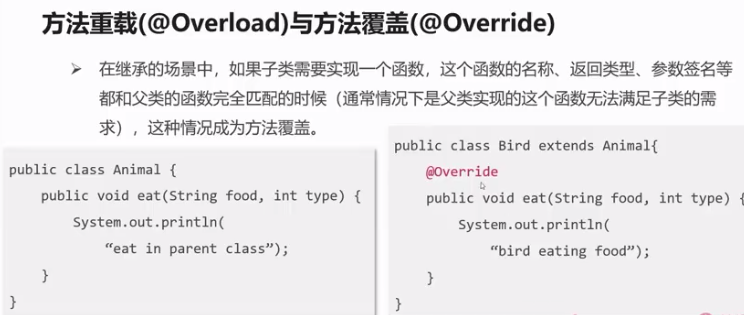 方法重载(@Overload)与方法覆盖(@Override)
➢ 在继承的场景中，如果子类需要实现一个函数，这个函数的名称、返回类型、参数签名等
都和父类的函数完全匹配的时候（通常情况下是父类实现的这个函数无法满足子类的需
求），这种情况成为方法覆盖。
public class Animal {
public void eat(String food, int type) {
System.out.println(
“eat in parent class”);
}
}
public class Bird extends Animal{
@Override
public void eat(String food, int type) {
System.out.println(
“bird eating food”);
}
}